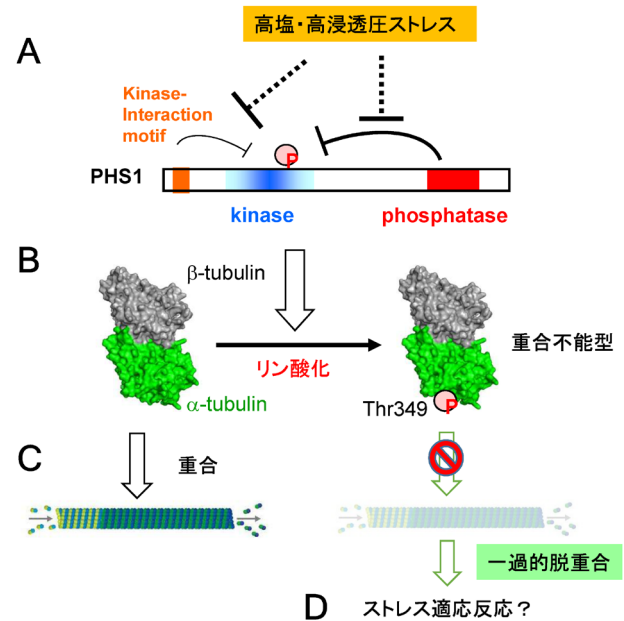 高塩・高浸透圧ストレス
A
Kinase-
Interaction
motif
P
PHS1
kinase
phosphatase
B
β-tubulin
重合不能型
リン酸化
α-tubulin
Thr349
P
C
重合
一過的脱重合
D
ストレス適応反応？